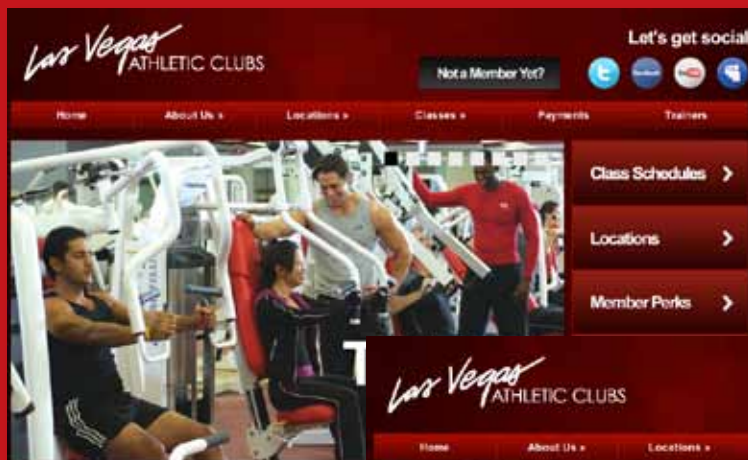 Las Vegas
ATHLETIC CLUBS
Let's get social
Not a Member Yet?
Home
About Us »
Locations »
Classes »
Payments
Trainers
Class Schedules
Locations
Member Perks
T
Las Vegas
ATHLETIC CLUBS
Home
About Us »
Locations »